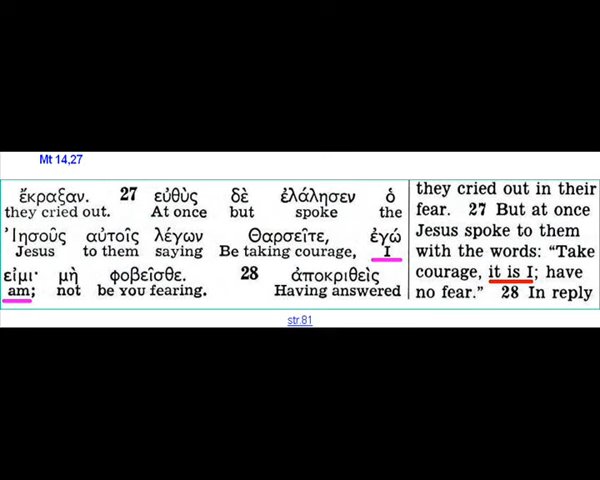 Mt 14,27
ἔκραξαν. 27 εὐθὺς δὲ ἐλάλησεν ὁ
they cried out. At once but spoke the
Ἰησοῦς αὐτοῖς λέγων Θαρσεῖτε, ἐγώ
Jesus to them saying Be taking courage, I
εἰμι· μὴ φοβεῖσθε. 28 ἀποκριθεὶς
am; not be YOU fearing. Having answered
they cried out in their
fear. 27 But at once
Jesus spoke to them
with the words: “Take
courage, it is I; have
no fear.” 28 In reply
str.81